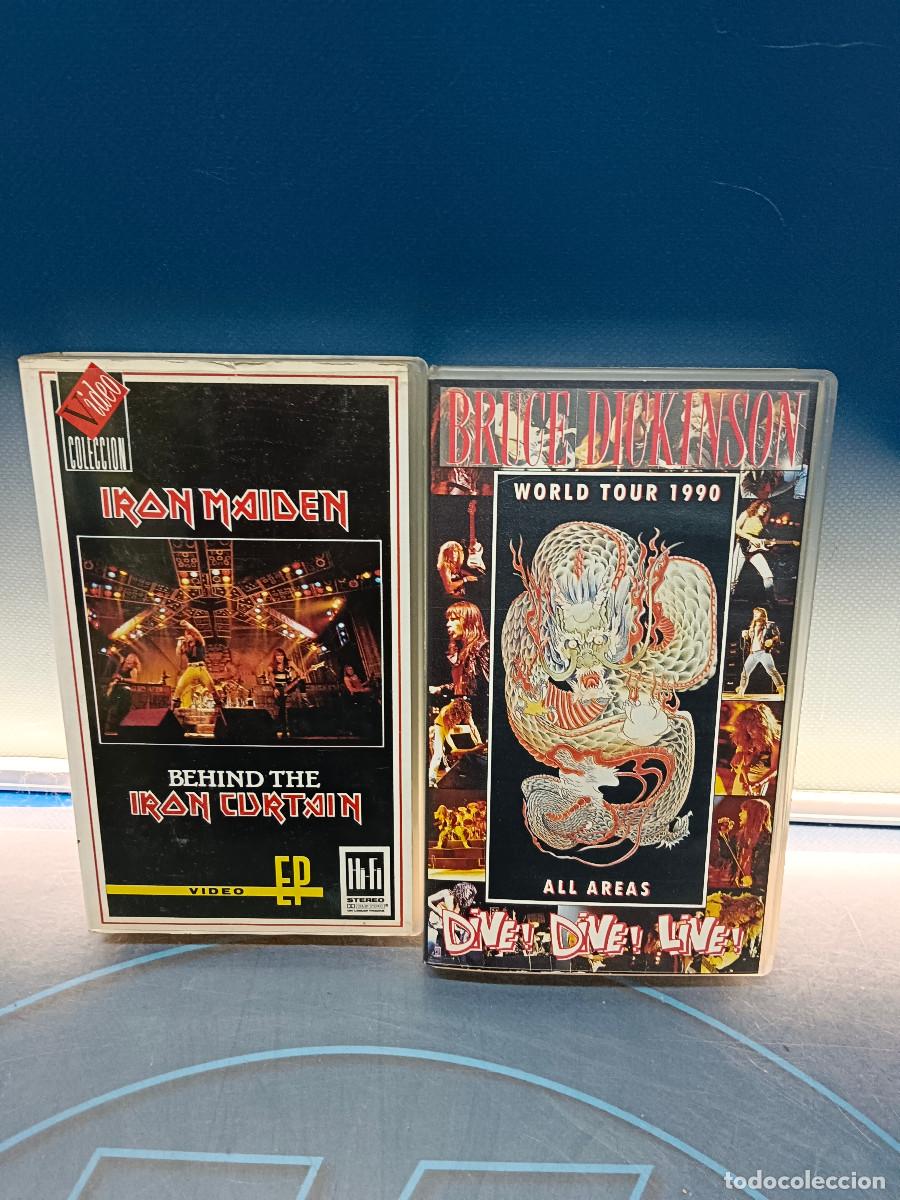 Video
COLECCION
IRON MAIDEN
BEHIND THE
IRON CURTAIN
VIDEO
EP
Hi-Fi
STEREO
BRUCE DICKINSON
WORLD TOUR 1990
ALL AREAS
DiVE! DiVE! LiVE!
todocoleccion